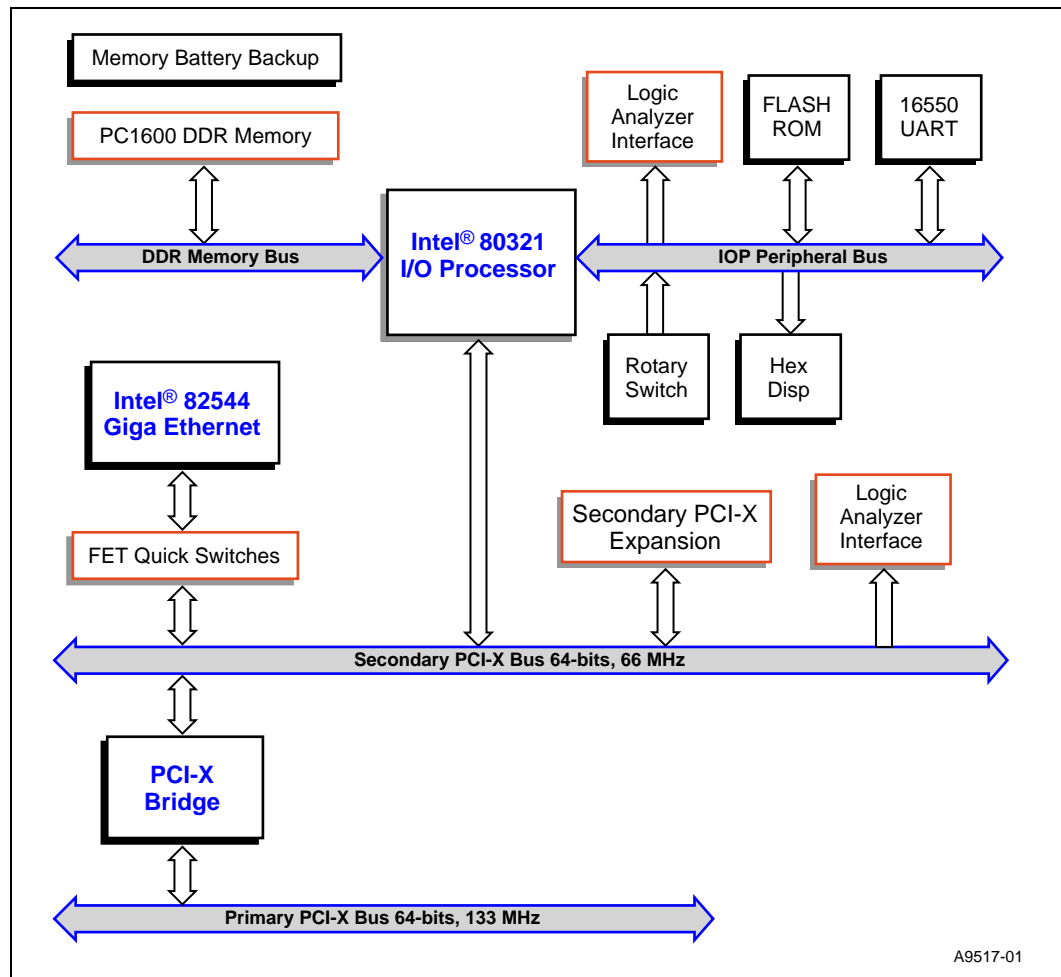 Memory Battery Backup
PC1600 DDR Memory
Logic
Analyzer
Interface
FLASH
ROM
16550
UART
Intel® 80321
I/O Processor
DDR Memory Bus
IOP Peripheral Bus
Rotary
Switch
Hex
Disp
Intel® 82544
Giga Ethernet
FET Quick Switches
Secondary PCI-X
Expansion
Logic
Analyzer
Interface
Secondary PCI-X Bus 64-bits, 66 MHz
PCI-X
Bridge
Primary PCI-X Bus 64-bits, 133 MHz
A9517-01